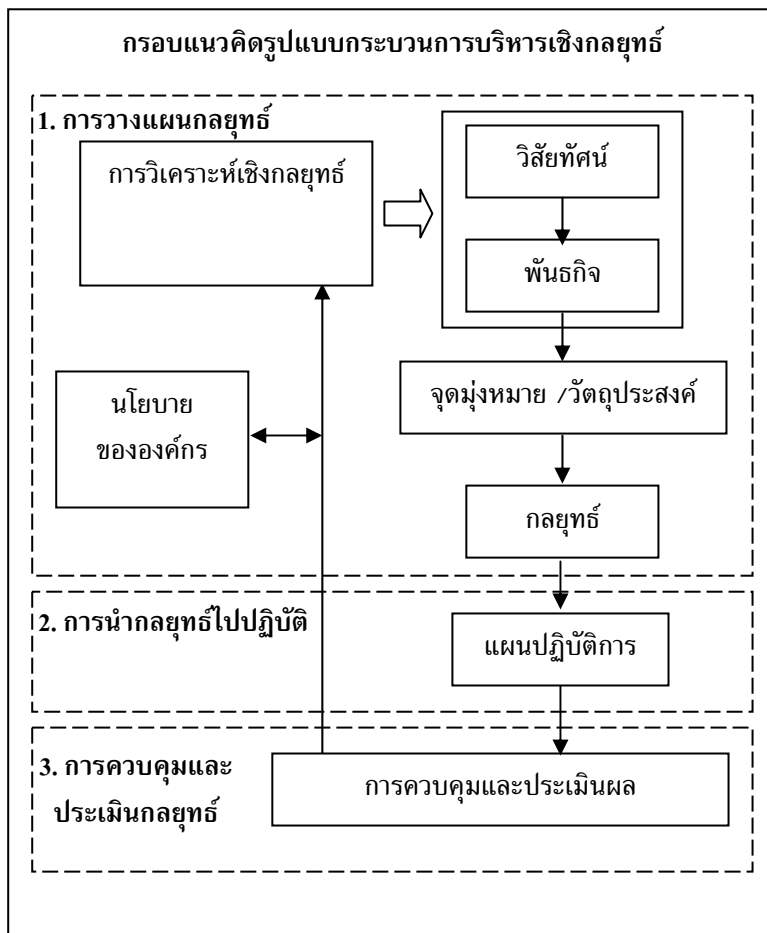 กรอบแนวคิดรูปแบบกระบวนการบริหารเชิงกลยุทธ์
1. การวางแผนกลยุทธ์
การวิเคราะห์เชิงกลยุทธ์
วิสัยทัศน์
พันธกิจ
นโยบาย
ขององค์กร
จุดมุ่งหมาย /วัตถุประสงค์
กลยุทธ์
2. การนำกลยุทธ์ไปปฏิบัติ
แผนปฏิบัติการ
3. การควบคุมและ
ประเมินกลยุทธ์
การควบคุมและประเมินผล